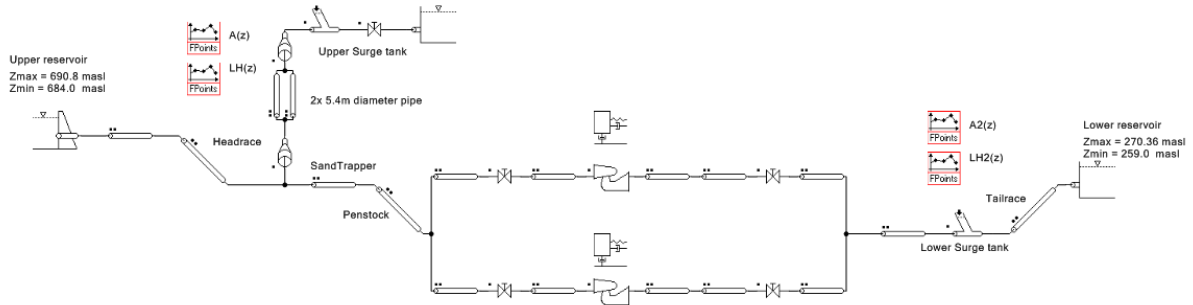 Upper reservoir
Zmax = 690.8 masl
Zmin = 684.0 masl
FPoints
A(z)
FPoints
LH(z)
Upper Surge tank
2x 5.4m diameter pipe
Headrace
SandTrapper
Penstock
FPoints
A2(z)
FPoints
LH2(z)
Lower reservoir
Zmax = 270.36 masl
Zmin = 259.0 masl
Tailrace
Lower Surge tank